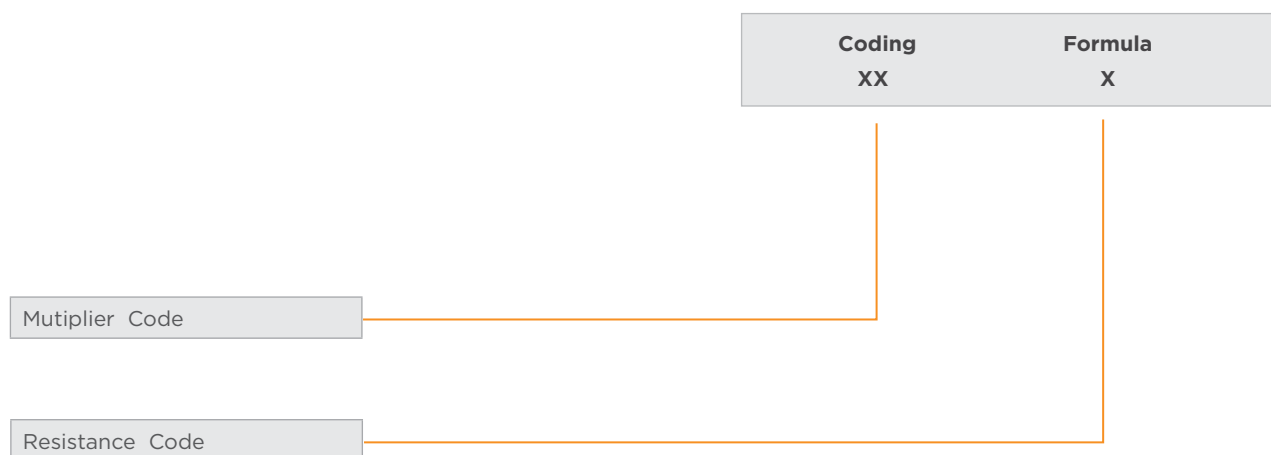 Coding Formula
XX X
Mutiplier Code
Resistance Code